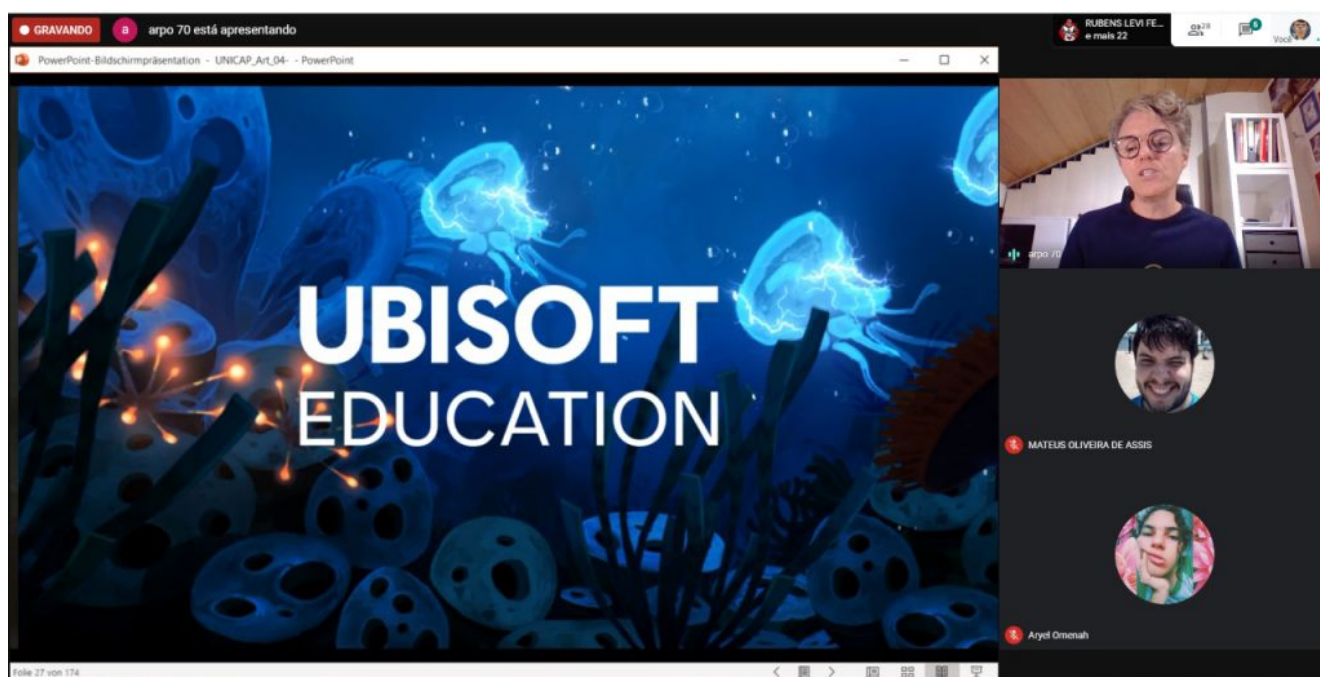 GRAVANDO
a
arpo 70 está apresentando
RUBENS LEVI FE...
e mais 22
28
6
Você
PowerPoint-Bildschirmpräsentation - UNICAP_Art_04- - PowerPoint
UBISOFT
EDUCATION
arpo 70
MATEUS OLIVEIRA DE ASSIS
Aryel Omenah
Folie 27 von 174